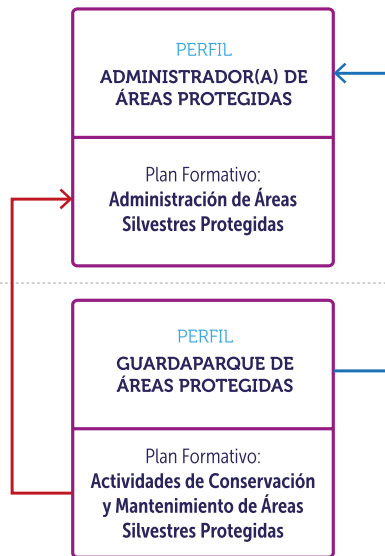 PERFIL
ADMINISTRADOR(A) DE
ÁREAS PROTEGIDAS
Plan Formativo:
Administración de Áreas
Silvestres Protegidas
PERFIL
GUARDAPARQUE DE
ÁREAS PROTEGIDAS
Plan Formativo:
Actividades de Conservación
y Mantenimiento de Áreas
Silvestres Protegidas